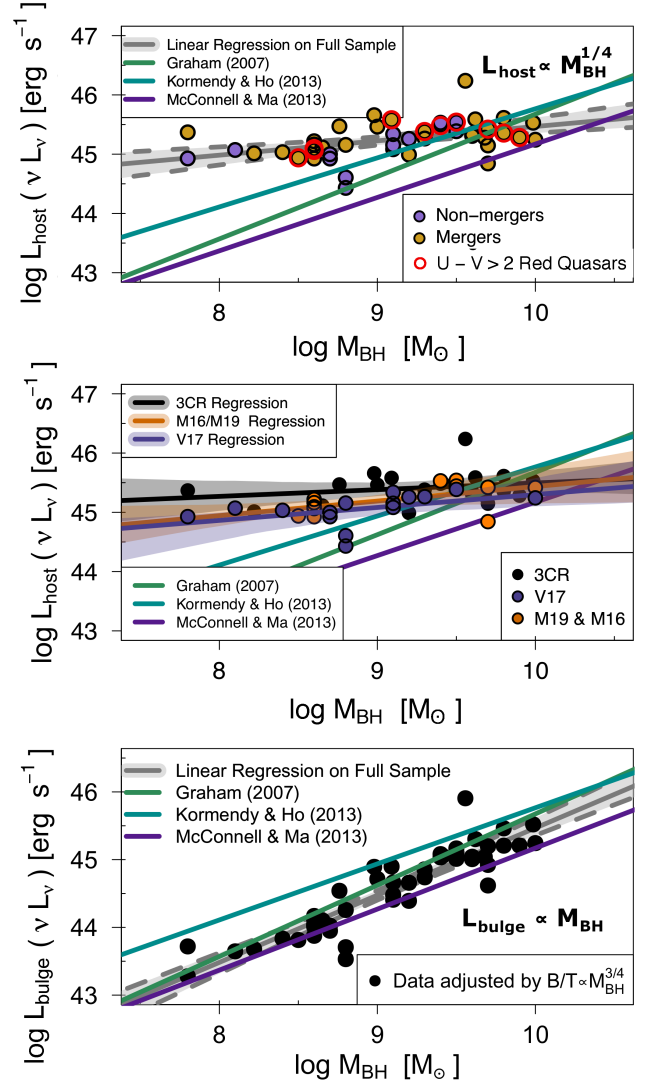 47
46
45
44
43
8
9
10
log L_host ( ν L_ν ) [erg s⁻¹]
log M_BH [M_⊙ ]
Linear Regression on Full Sample
Graham (2007)
Kormendy & Ho (2013)
McConnell & Ma (2013)
L_host ∝ M_BH^1/4
Non-mergers
Mergers
U − V > 2 Red Quasars
47
46
45
44
43
8
9
10
log L_host ( ν L_ν ) [erg s⁻¹]
log M_BH [M_⊙ ]
3CR Regression
M16/M19 Regression
V17 Regression
Graham (2007)
Kormendy & Ho (2013)
McConnell & Ma (2013)
3CR
V17
M19 & M16
46
45
44
43
8
9
10
log L_bulge ( ν L_ν ) [erg s⁻¹]
log M_BH [M_⊙ ]
Linear Regression on Full Sample
Graham (2007)
Kormendy & Ho (2013)
McConnell & Ma (2013)
L_bulge ∝ M_BH
Data adjusted by B/T∝M_BH^3/4